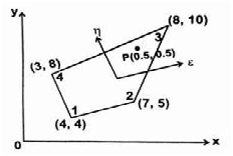 y
(8, 10)
η
3
P(0.5, 0.5)
(3, 8)
4
ε
1
2
(7, 5)
(4, 4)
0
x